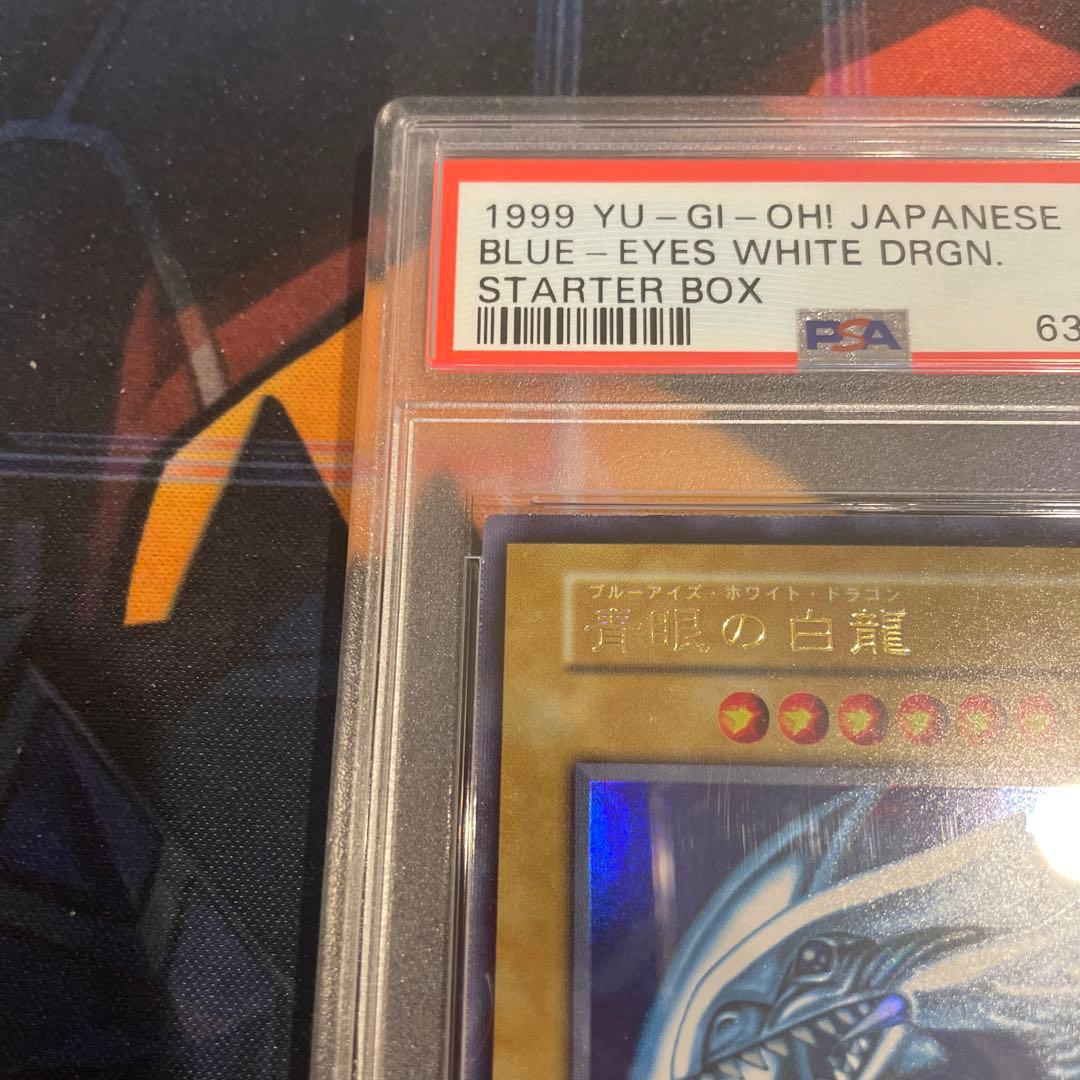 1999 YU-GI-OH! JAPANESE
BLUE-EYES WHITE DRGN.
STARTER BOX
PSA
63
ブルーアイズ・ホワイト・ドラゴン
青眼の白龍